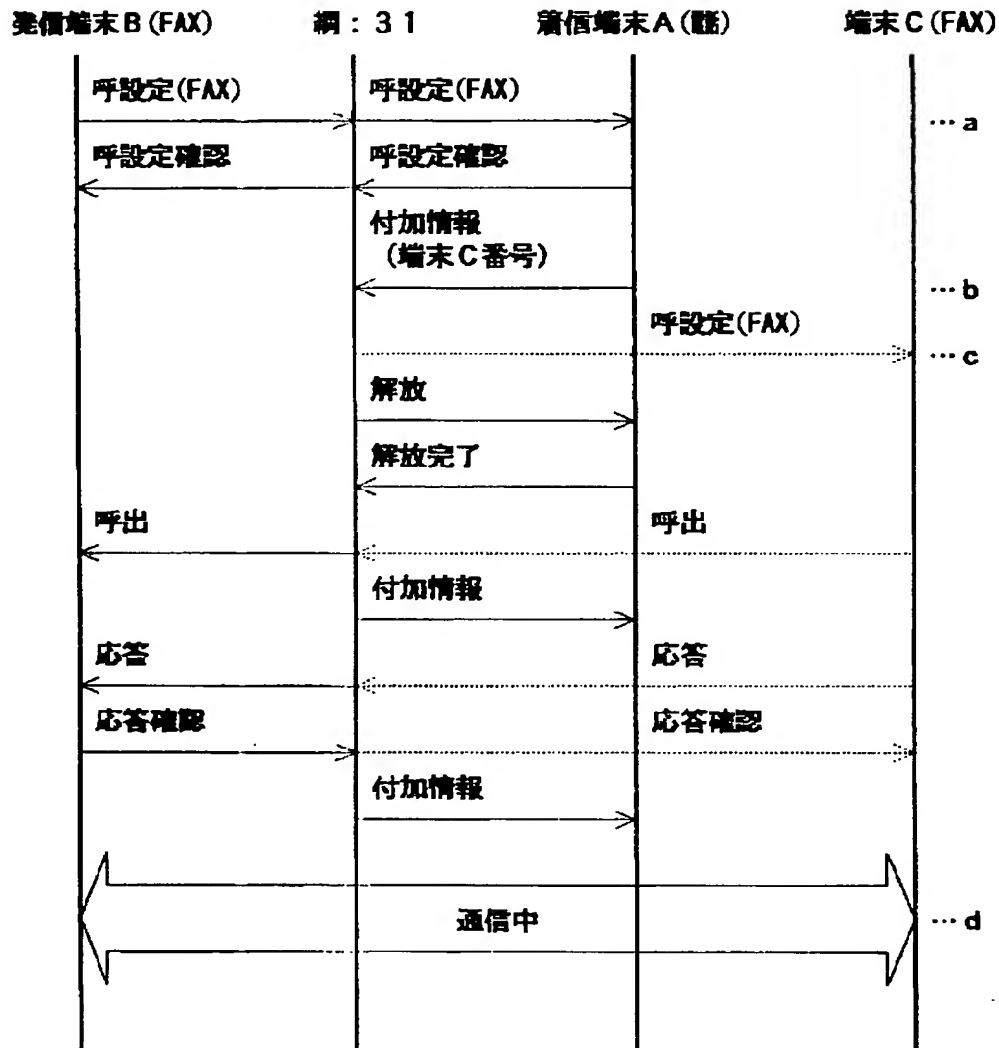 発信端末B(FAX) 網:31 着信端末A(電話) 端末C(FAX)
呼設定(FAX) 呼設定(FAX)
…a
呼設定確認 呼設定確認
付加情報
(端末C番号)
…b
呼設定(FAX)
…c
解放
解放完了
呼出 呼出
付加情報
応答 応答
応答確認 応答確認
付加情報
通信中 …d